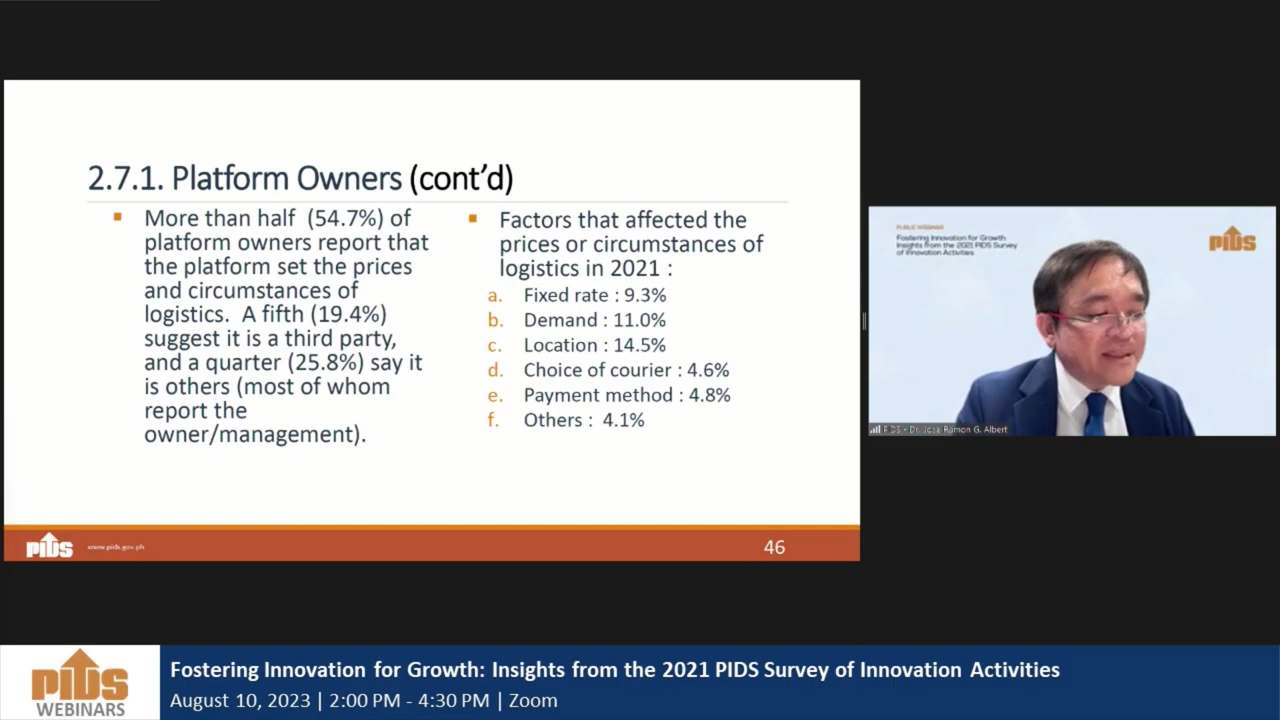 2.7.1. Platform Owners (cont’d)
▪ More than half (54.7%) of
platform owners report that
the platform set the prices
and circumstances of
logistics. A fifth (19.4%)
suggest it is a third party,
and a quarter (25.8%) say it
is others (most of whom
report the
owner/management).
▪ Factors that affected the
prices or circumstances of
logistics in 2021 :
a. Fixed rate : 9.3%
b. Demand : 11.0%
c. Location : 14.5%
d. Choice of courier : 4.6%
e. Payment method : 4.8%
f. Others : 4.1%
PIDS
www.pids.gov.ph
46
PUBLIC WEBINAR
Fostering Innovation for Growth:
Insights from the 2021 PIDS Survey
of Innovation Activities
PIDS
PIDS - Dr. Jose Ramon G. Albert
PIDS
WEBINARS
Fostering Innovation for Growth: Insights from the 2021 PIDS Survey of Innovation Activities
August 10, 2023 | 2:00 PM - 4:30 PM | Zoom